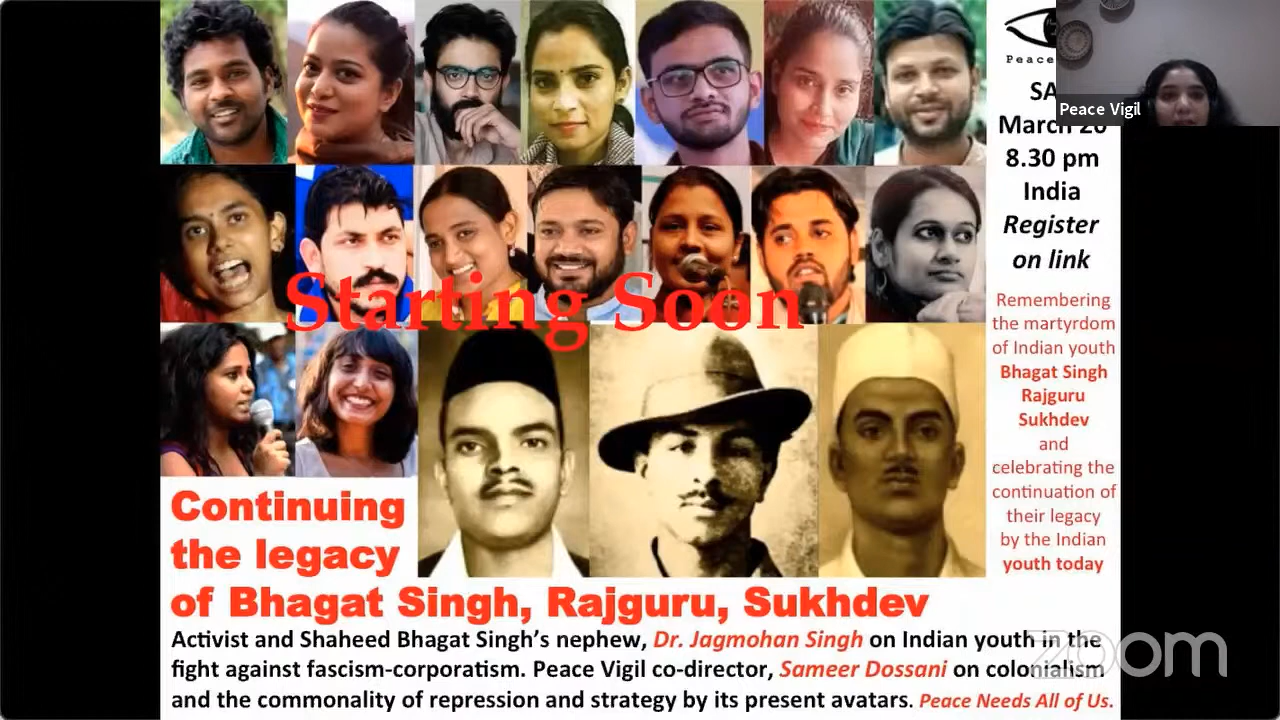 Peace
Peace Vigil
SA
March 26
8.30 pm
India
Register
on link
Starting Soon
Remembering
the martyrdom
of Indian youth
Bhagat Singh
Rajguru
Sukhdev
and
celebrating the
continuation of
their legacy
by the Indian
youth today
Continuing
the legacy
of Bhagat Singh, Rajguru, Sukhdev
Activist and Shaheed Bhagat Singh's nephew, Dr. Jagmohan Singh on Indian youth in the
fight against fascism-corporatism. Peace Vigil co-director, Sameer Dossani on colonialism
and the commonality of repression and strategy by its present avatars. Peace Needs All of Us.
zoom